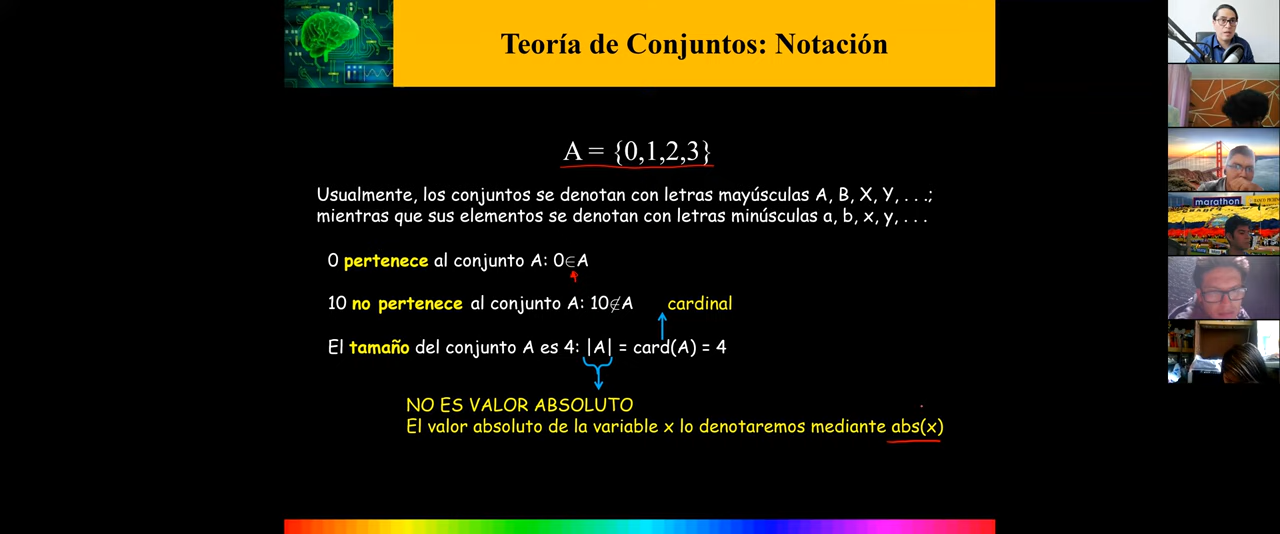 Teoría de Conjuntos: Notación
A = {0,1,2,3}
Usualmente, los conjuntos se denotan con letras mayúsculas A, B, X, Y, . . .;
mientras que sus elementos se denotan con letras minúsculas a, b, x, y, . . .
0 pertenece al conjunto A: 0∈A
10 no pertenece al conjunto A: 10∉A
cardinal
El tamaño del conjunto A es 4: |A| = card(A) = 4
NO ES VALOR ABSOLUTO
El valor absoluto de la variable x lo denotaremos mediante abs(x)
marathon